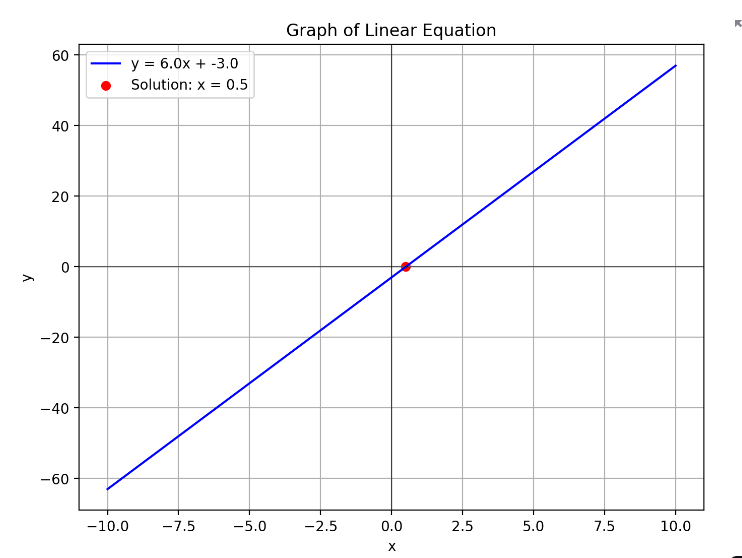 Graph of Linear Equation
y = 6.0x + -3.0
Solution: x = 0.5
60
40
20
0
−20
−40
−60
y
−10.0 −7.5 −5.0 −2.5 0.0 2.5 5.0 7.5 10.0
x